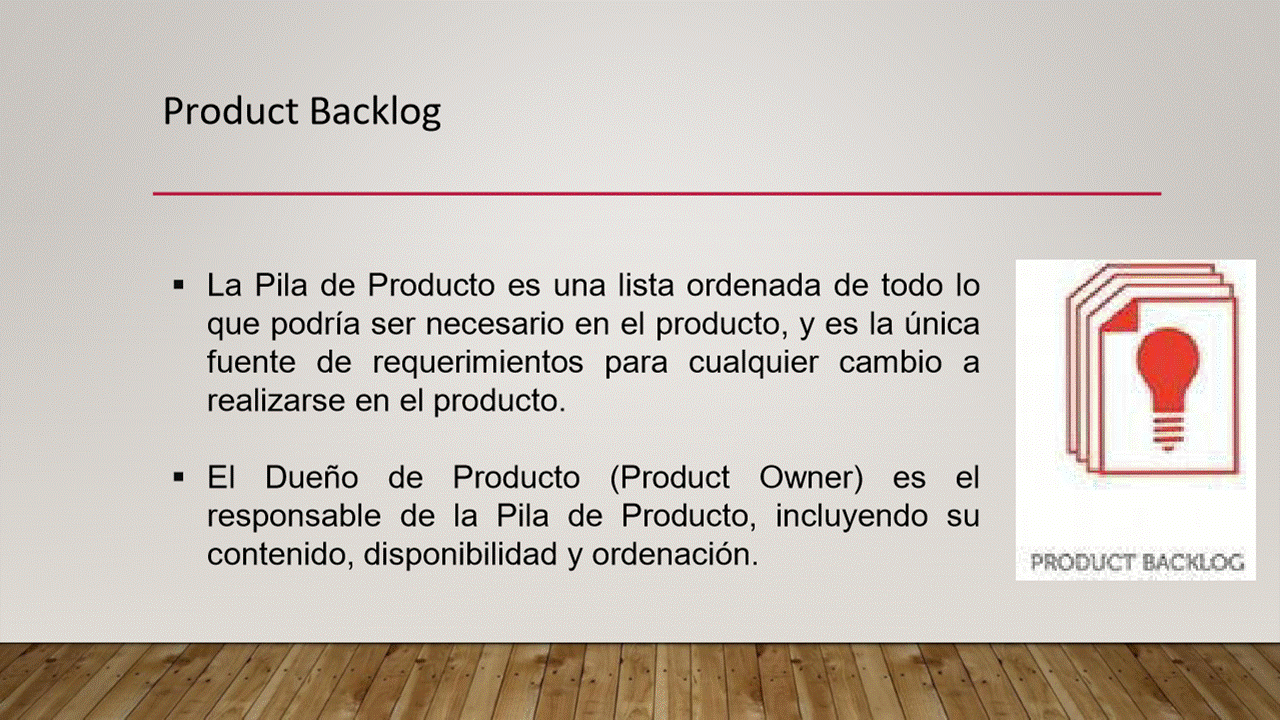 Product Backlog
▪ La Pila de Producto es una lista ordenada de todo lo
que podría ser necesario en el producto, y es la única
fuente de requerimientos para cualquier cambio a
realizarse en el producto.
▪ El Dueño de Producto (Product Owner) es el
responsable de la Pila de Producto, incluyendo su
contenido, disponibilidad y ordenación.
PRODUCT BACKLOG